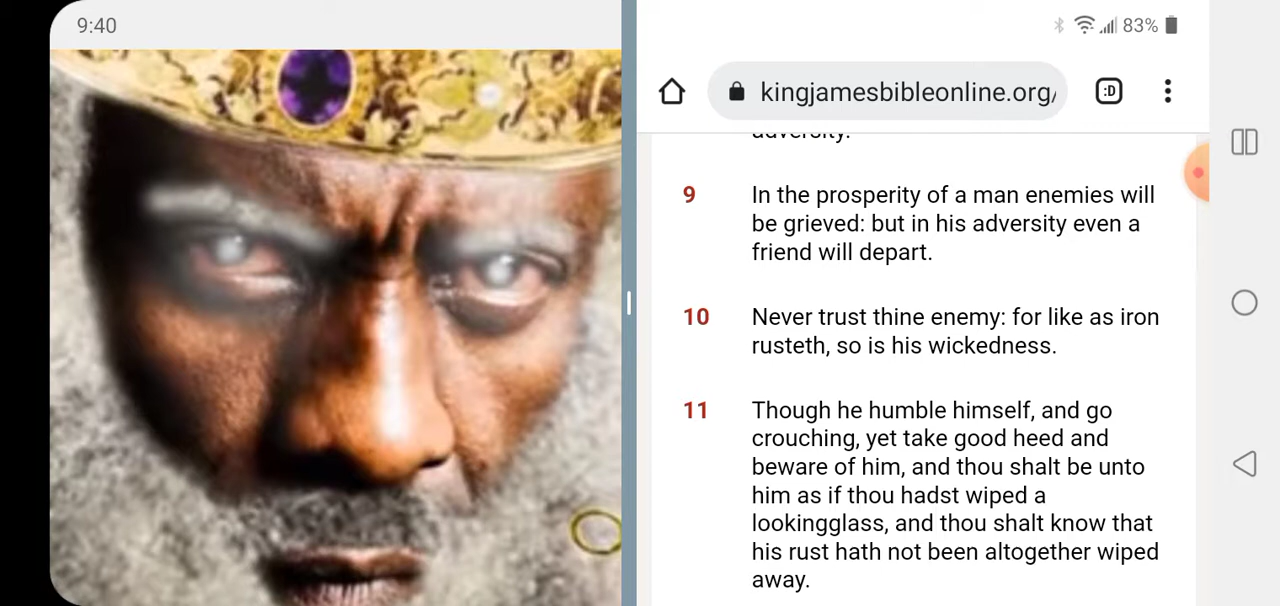 9:40
83%
kingjamesbibleonline.org/
:D
adversity.
9 In the prosperity of a man enemies will
be grieved: but in his adversity even a
friend will depart.
10 Never trust thine enemy: for like as iron
rusteth, so is his wickedness.
11 Though he humble himself, and go
crouching, yet take good heed and
beware of him, and thou shalt be unto
him as if thou hadst wiped a
lookingglass, and thou shalt know that
his rust hath not been altogether wiped
away.